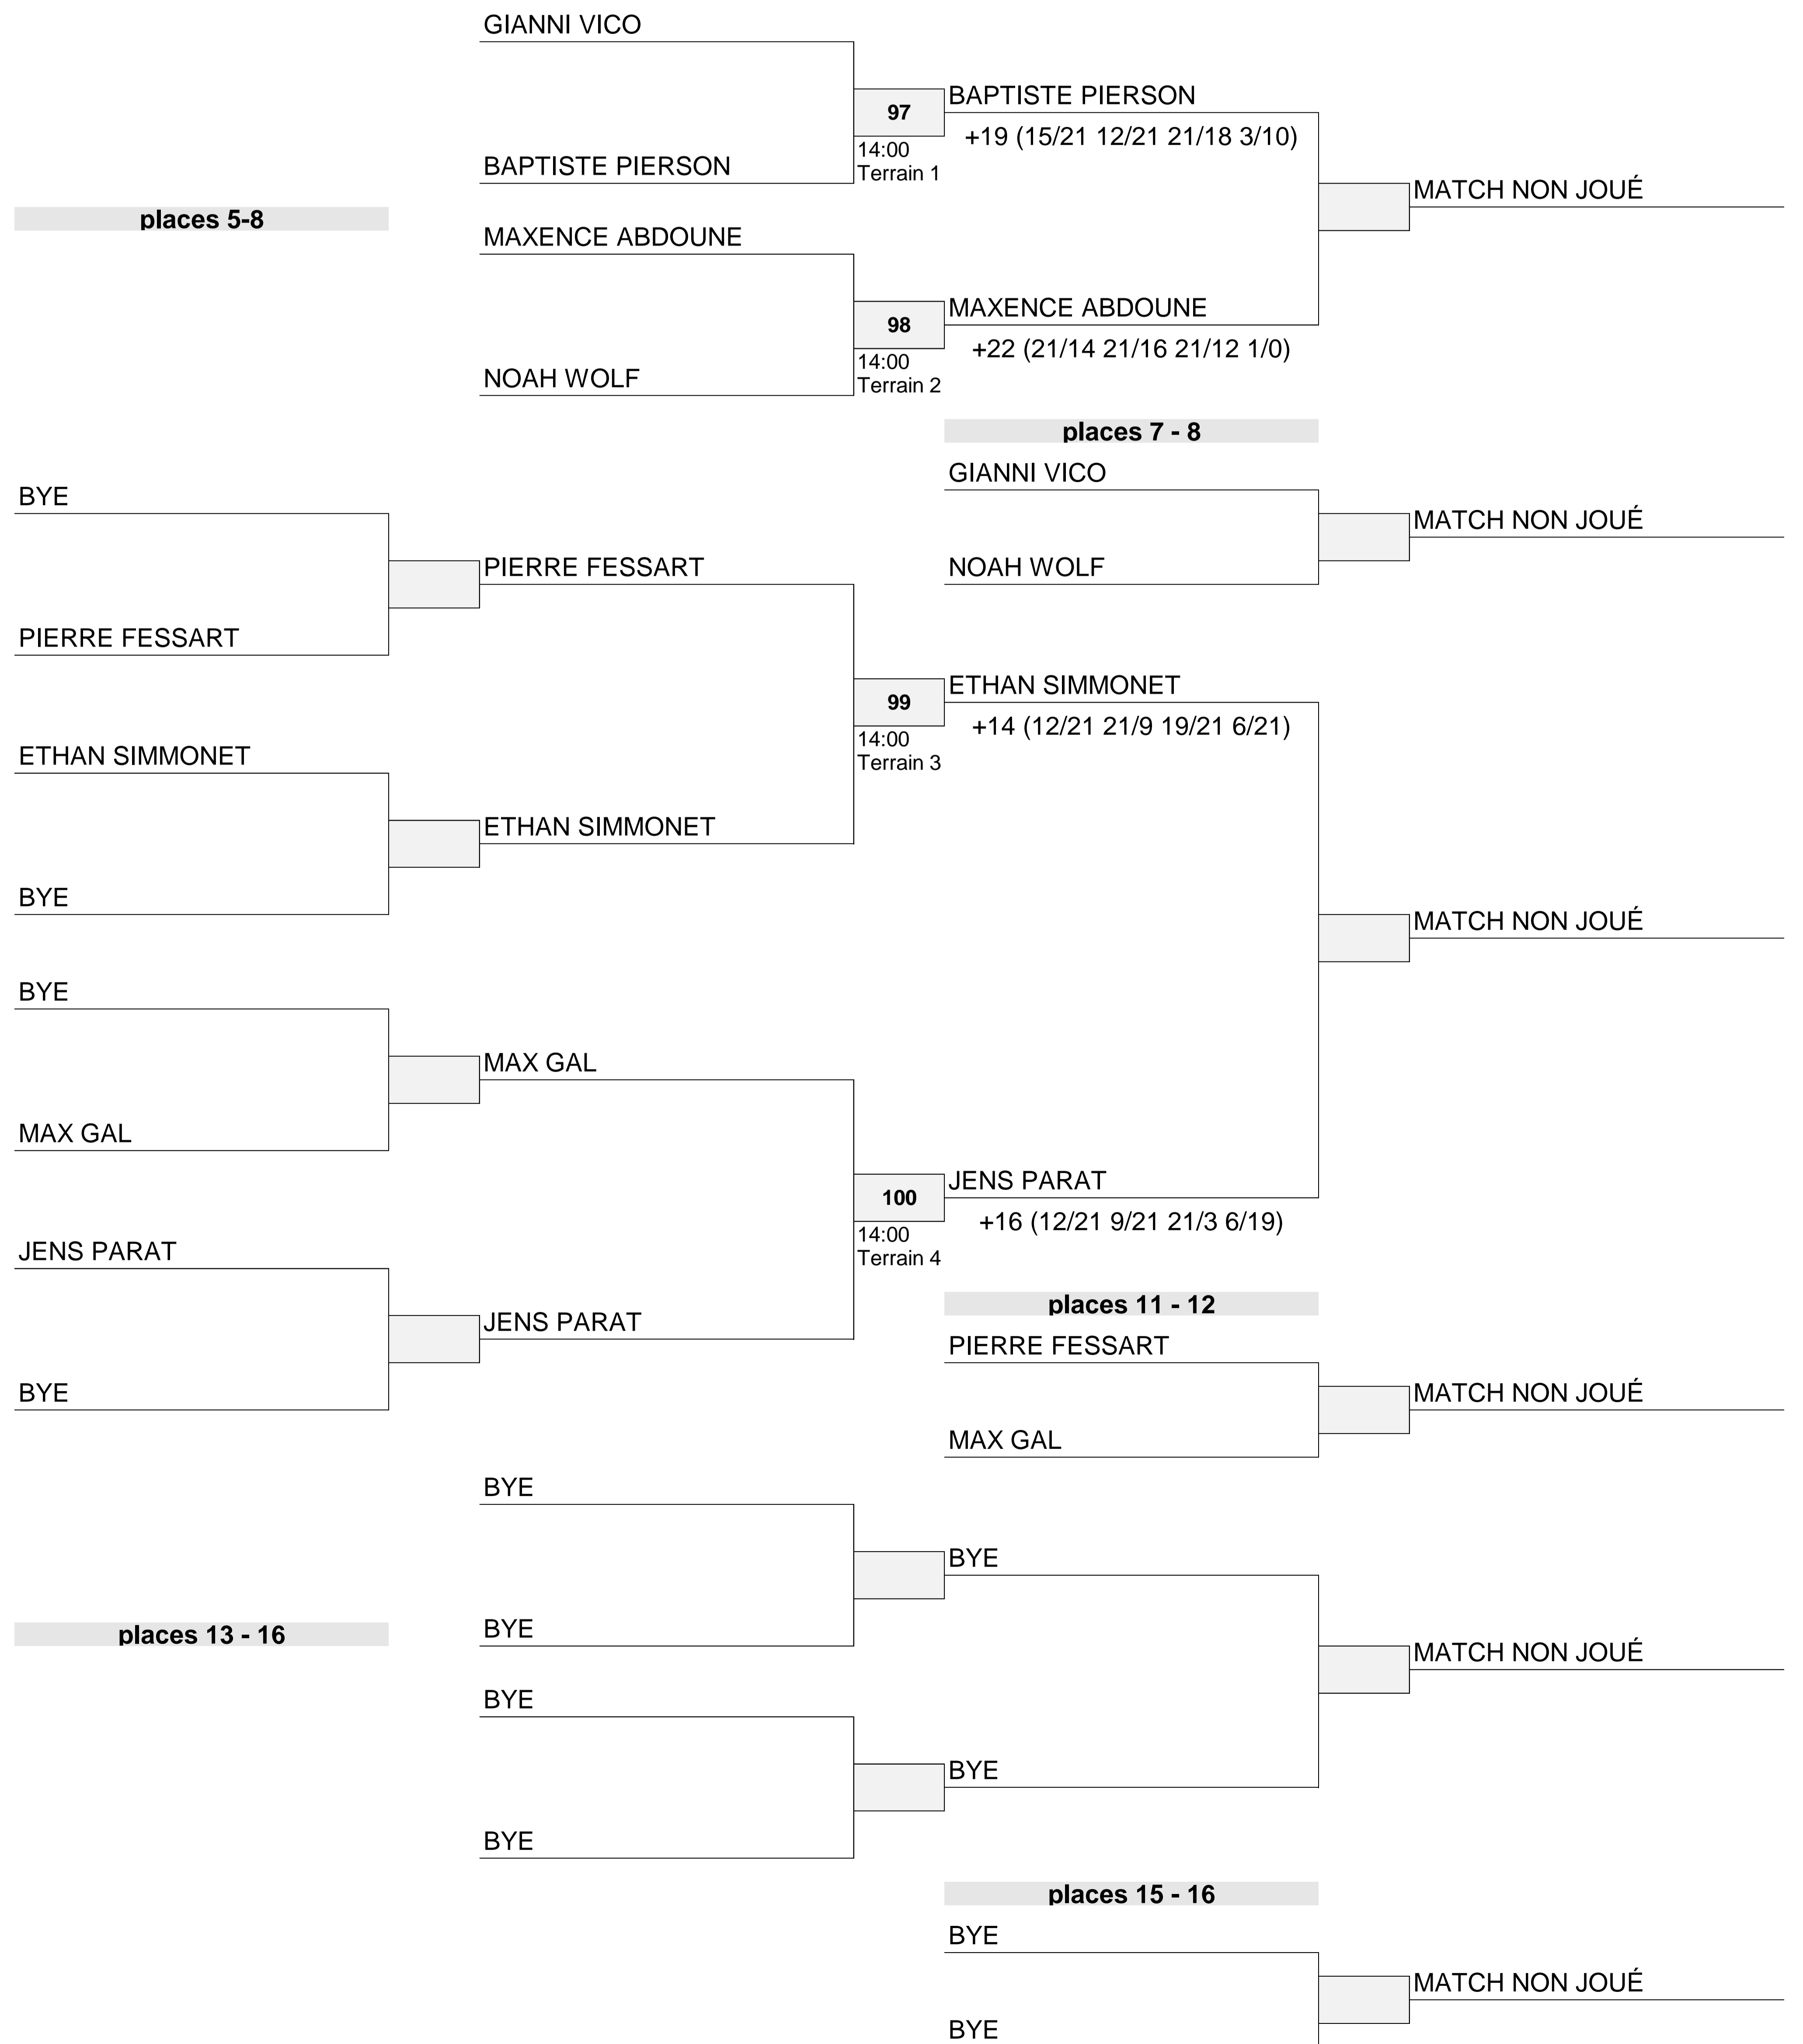 GIANNI VICO
97
BAPTISTE PIERSON
+19 (15/21 12/21 21/18 3/10)
14:00
Terrain 1
BAPTISTE PIERSON
MATCH NON JOUÉ
places 5-8
MAXENCE ABDOUNE
98
MAXENCE ABDOUNE
+22 (21/14 21/16 21/12 1/0)
14:00
Terrain 2
NOAH WOLF
places 7 - 8
GIANNI VICO
BYE
MATCH NON JOUÉ
PIERRE FESSART
NOAH WOLF
PIERRE FESSART
99
ETHAN SIMMONET
+14 (12/21 21/9 19/21 6/21)
14:00
Terrain 3
ETHAN SIMMONET
ETHAN SIMMONET
BYE
MATCH NON JOUÉ
BYE
MAX GAL
MAX GAL
100
JENS PARAT
+16 (12/21 9/21 21/3 6/19)
14:00
Terrain 4
JENS PARAT
places 11 - 12
JENS PARAT
PIERRE FESSART
BYE
MATCH NON JOUÉ
MAX GAL
BYE
BYE
BYE
places 13 - 16
MATCH NON JOUÉ
BYE
BYE
BYE
places 15 - 16
BYE
MATCH NON JOUÉ
BYE